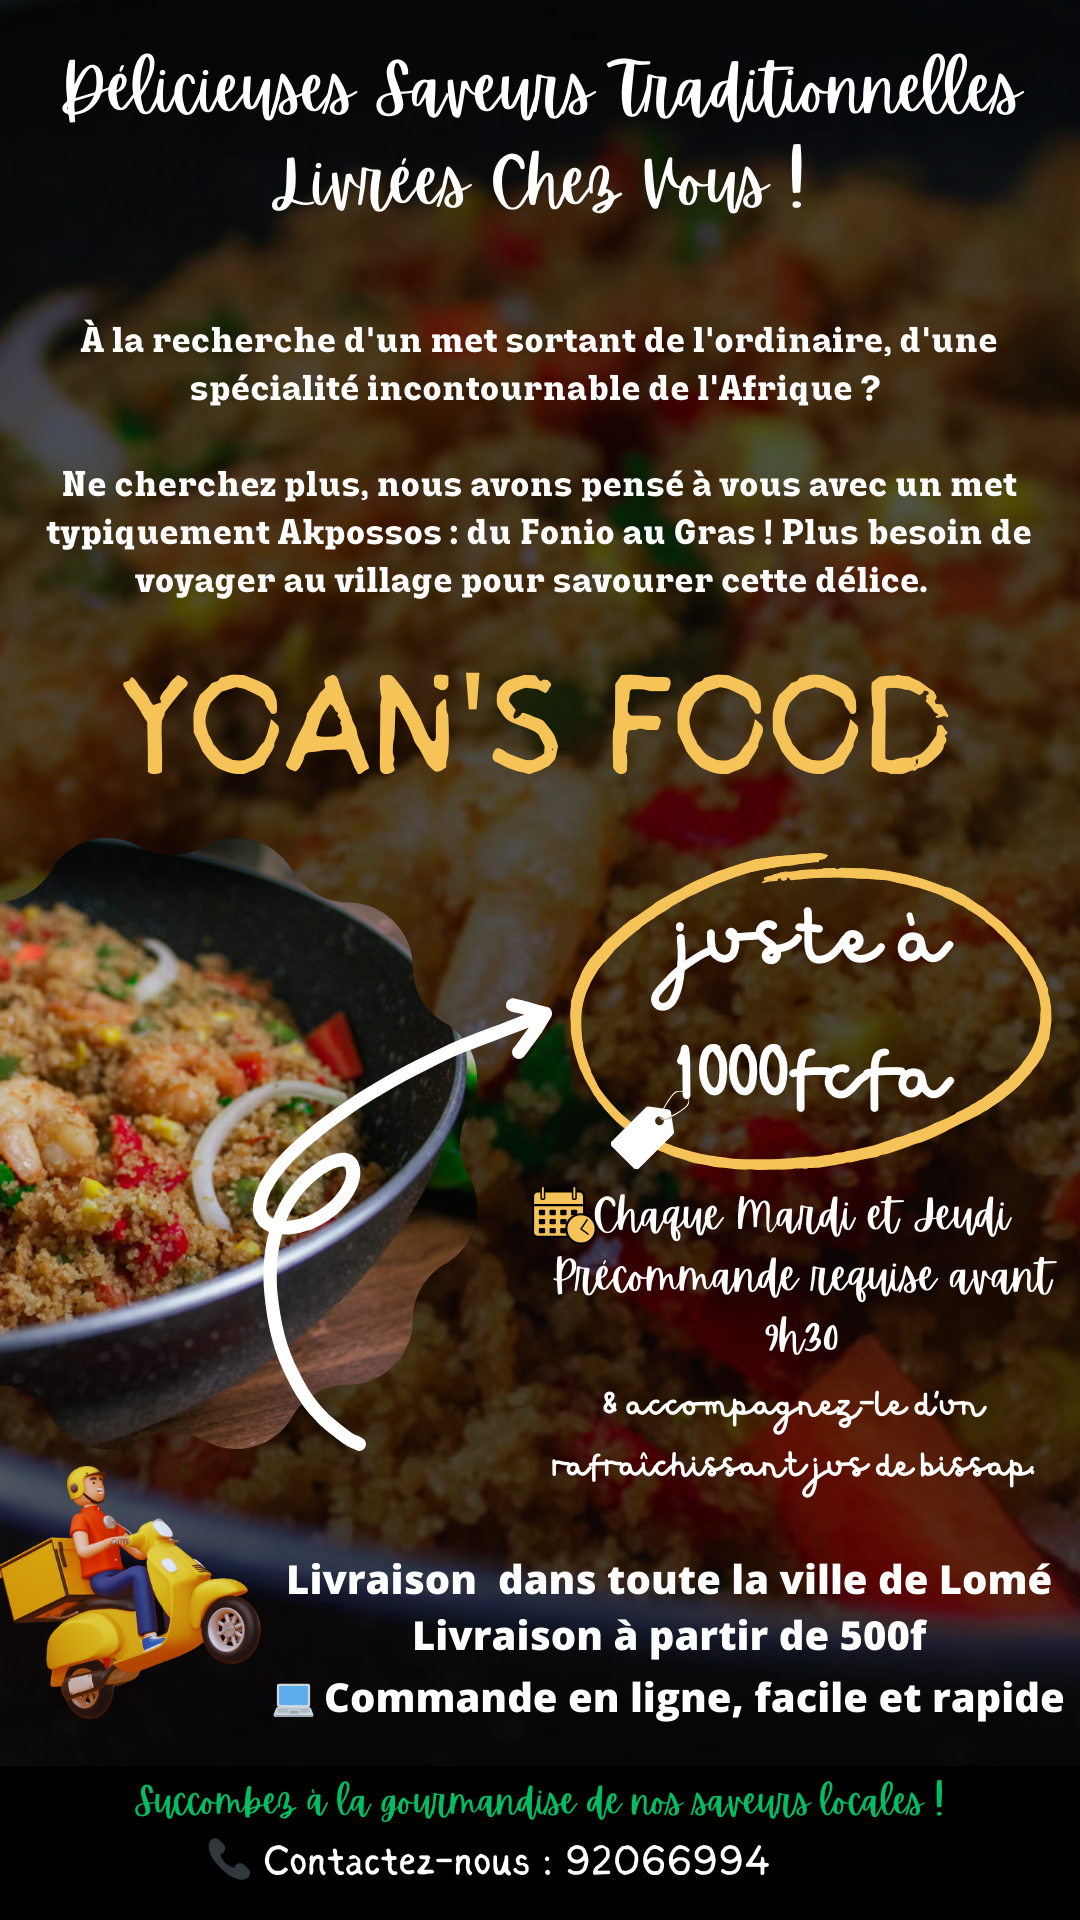 Délicieuses Saveurs Traditionnelles
Livrées Chez Vous !
À la recherche d'un met sortant de l'ordinaire, d'une
spécialité incontournable de l'Afrique ?
Ne cherchez plus, nous avons pensé à vous avec un met
typiquement Akpossos : du Fonio au Gras ! Plus besoin de
voyager au village pour savourer cette délice.
YOAN'S FOOD
juste à
1000fcfa
Chaque Mardi et Jeudi
Précommande requise avant
9h30
& accompagnez-le d'un
rafraîchissant jus de bissap.
Livraison dans toute la ville de Lomé
Livraison à partir de 500f
Commande en ligne, facile et rapide
Succombez à la gourmandise de nos saveurs locales !
Contactez-nous : 92066994